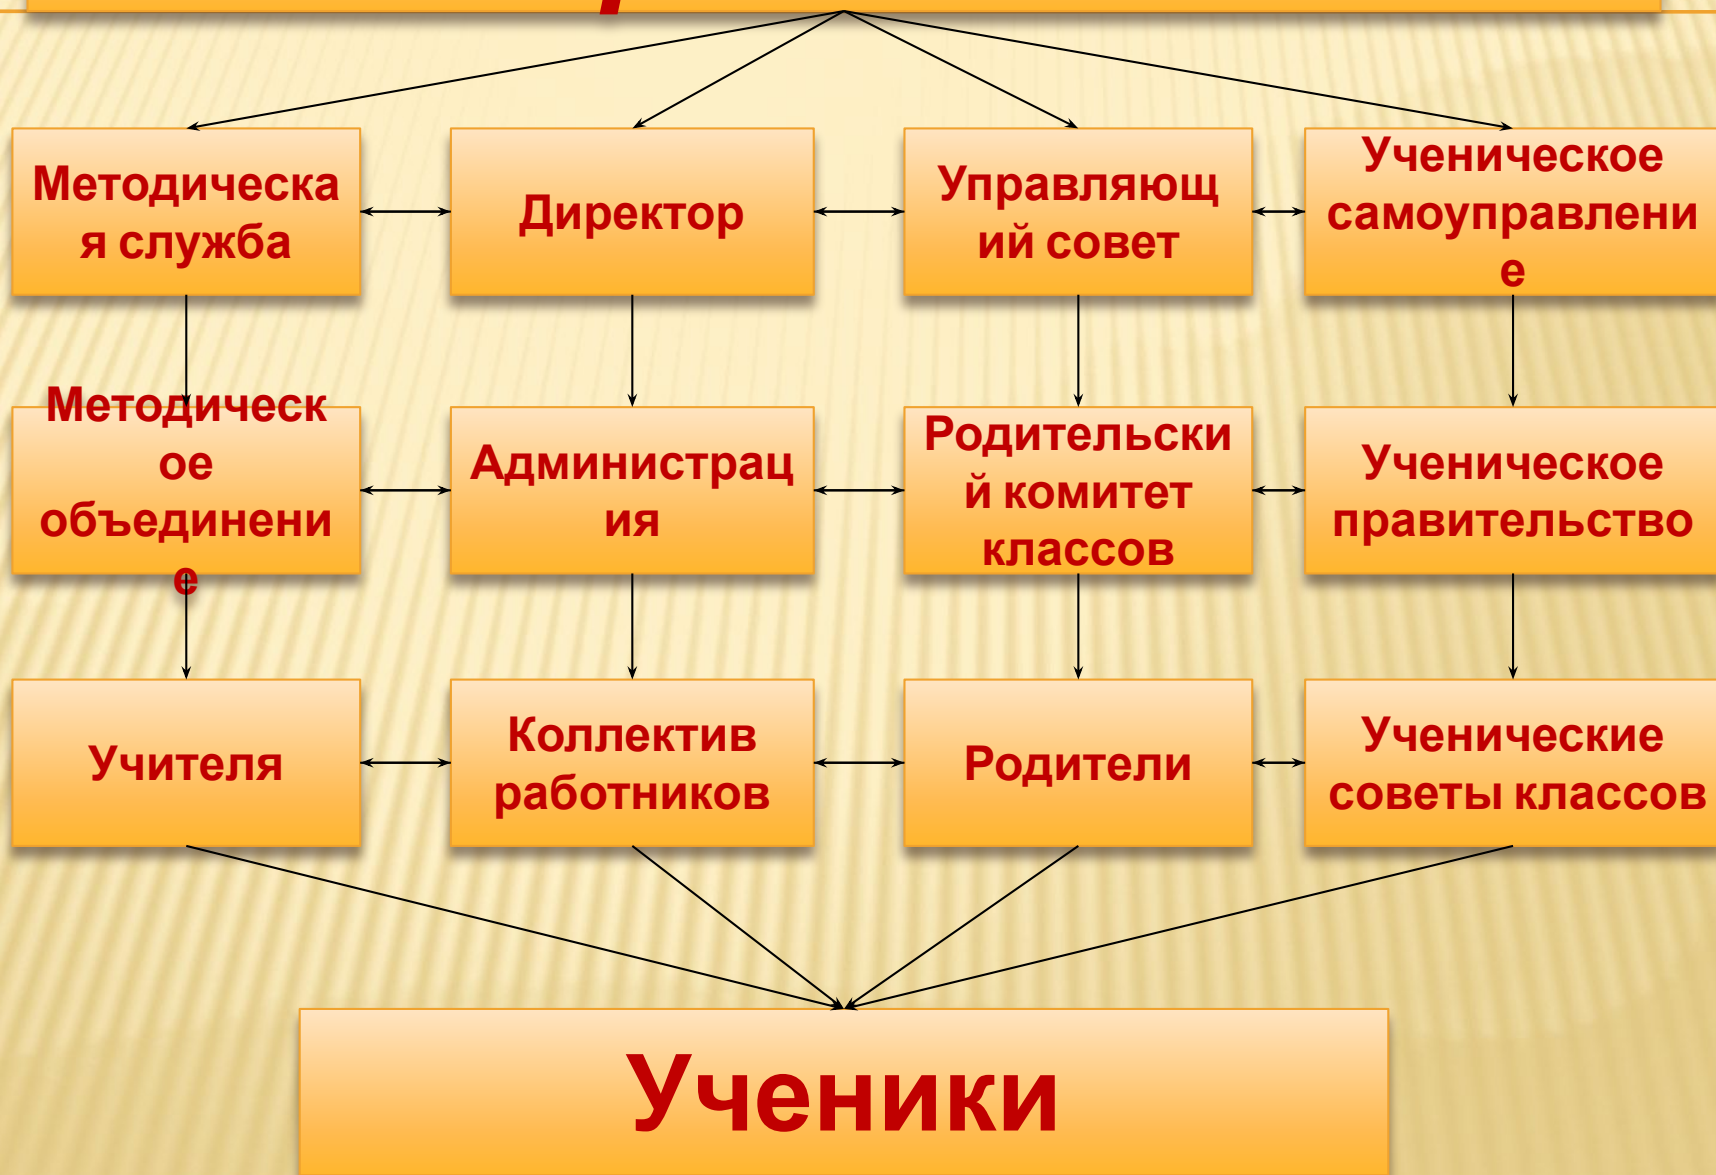 Методическа
я служба
Директор
Управляющ
ий совет
Ученическое
самоуправлени
е
Методическ
ое
объединени
е
Администрац
ия
Родительски
й комитет
классов
Ученическое
правительство
Учителя
Коллектив
работников
Родители
Ученические
советы классов
Ученики